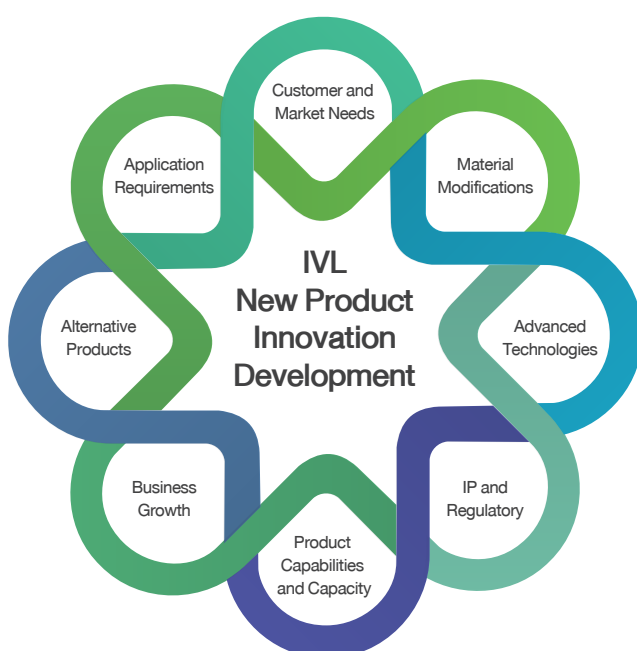 Customer and
Market Needs
Application
Requirements
Material
Modifications
IVL
New Product
Innovation
Development
Alternative
Products
Advanced
Technologies
Business
Growth
IP and
Regulatory
Product
Capabilities
and Capacity